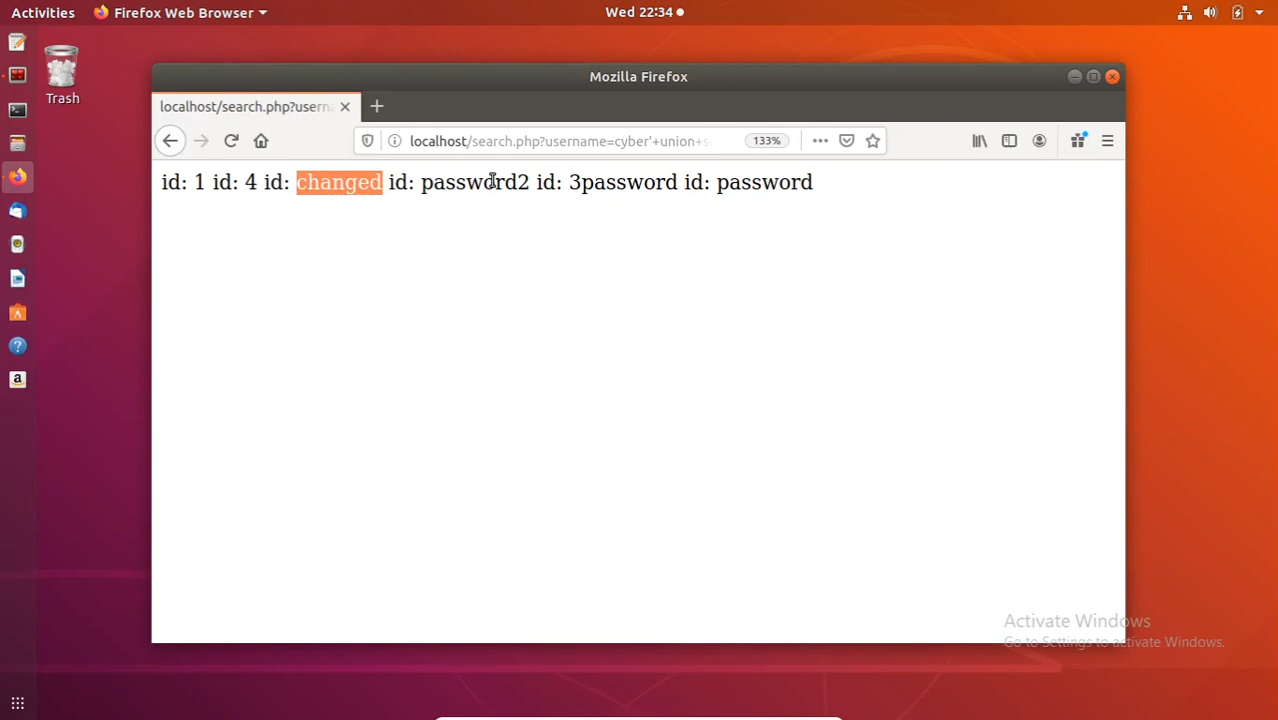 Activities Firefox Web Browser Wed 22:34
Trash
Mozilla Firefox
localhost/search.php?usern
localhost/search.php?username=cyber'+union+s 133%
id: 1 id: 4 id: changed id: password2 id: 3password id: password
Activate Windows
Go to Settings to activate Windows.